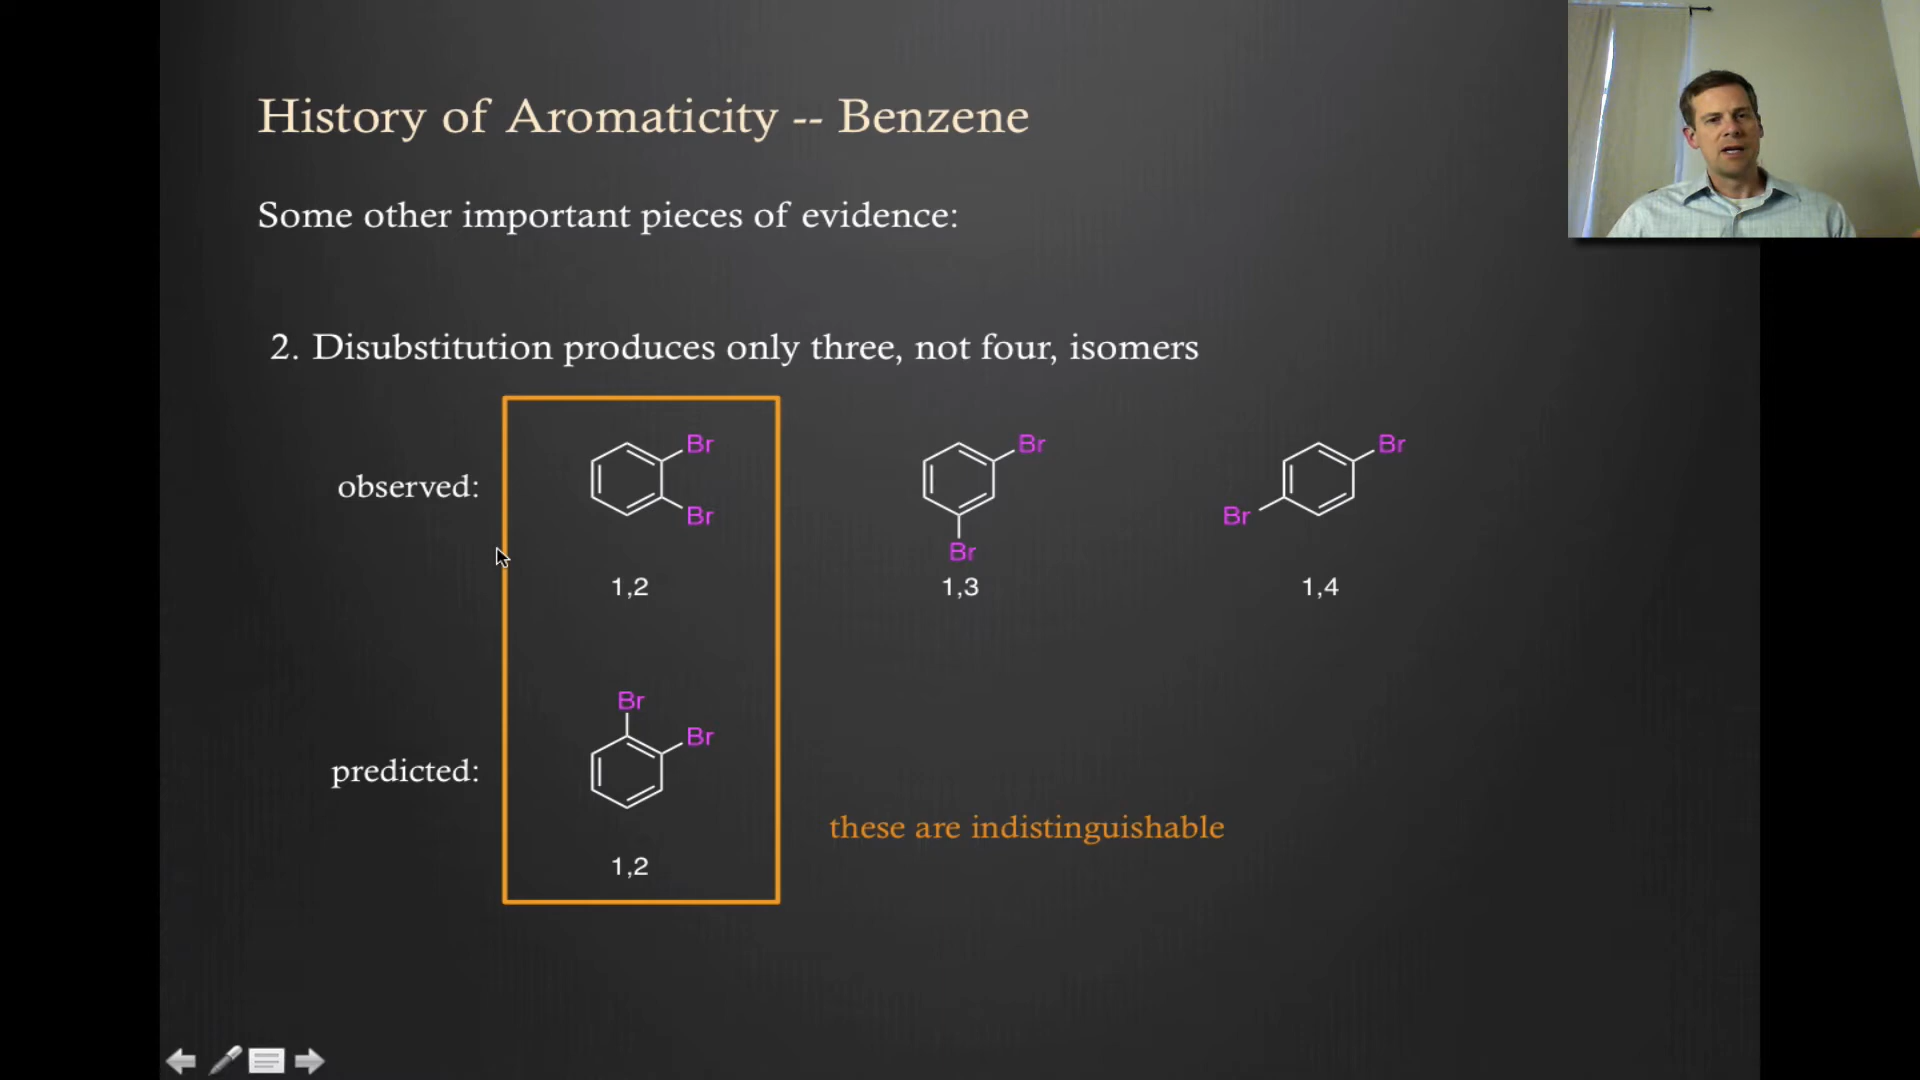 History of Aromaticity -- Benzene
Some other important pieces of evidence:
2. Disubstitution produces only three, not four, isomers
observed:
Br
Br
1,2
Br
Br
1,3
Br
Br
1,4
predicted:
Br
Br
1,2
these are indistinguishable